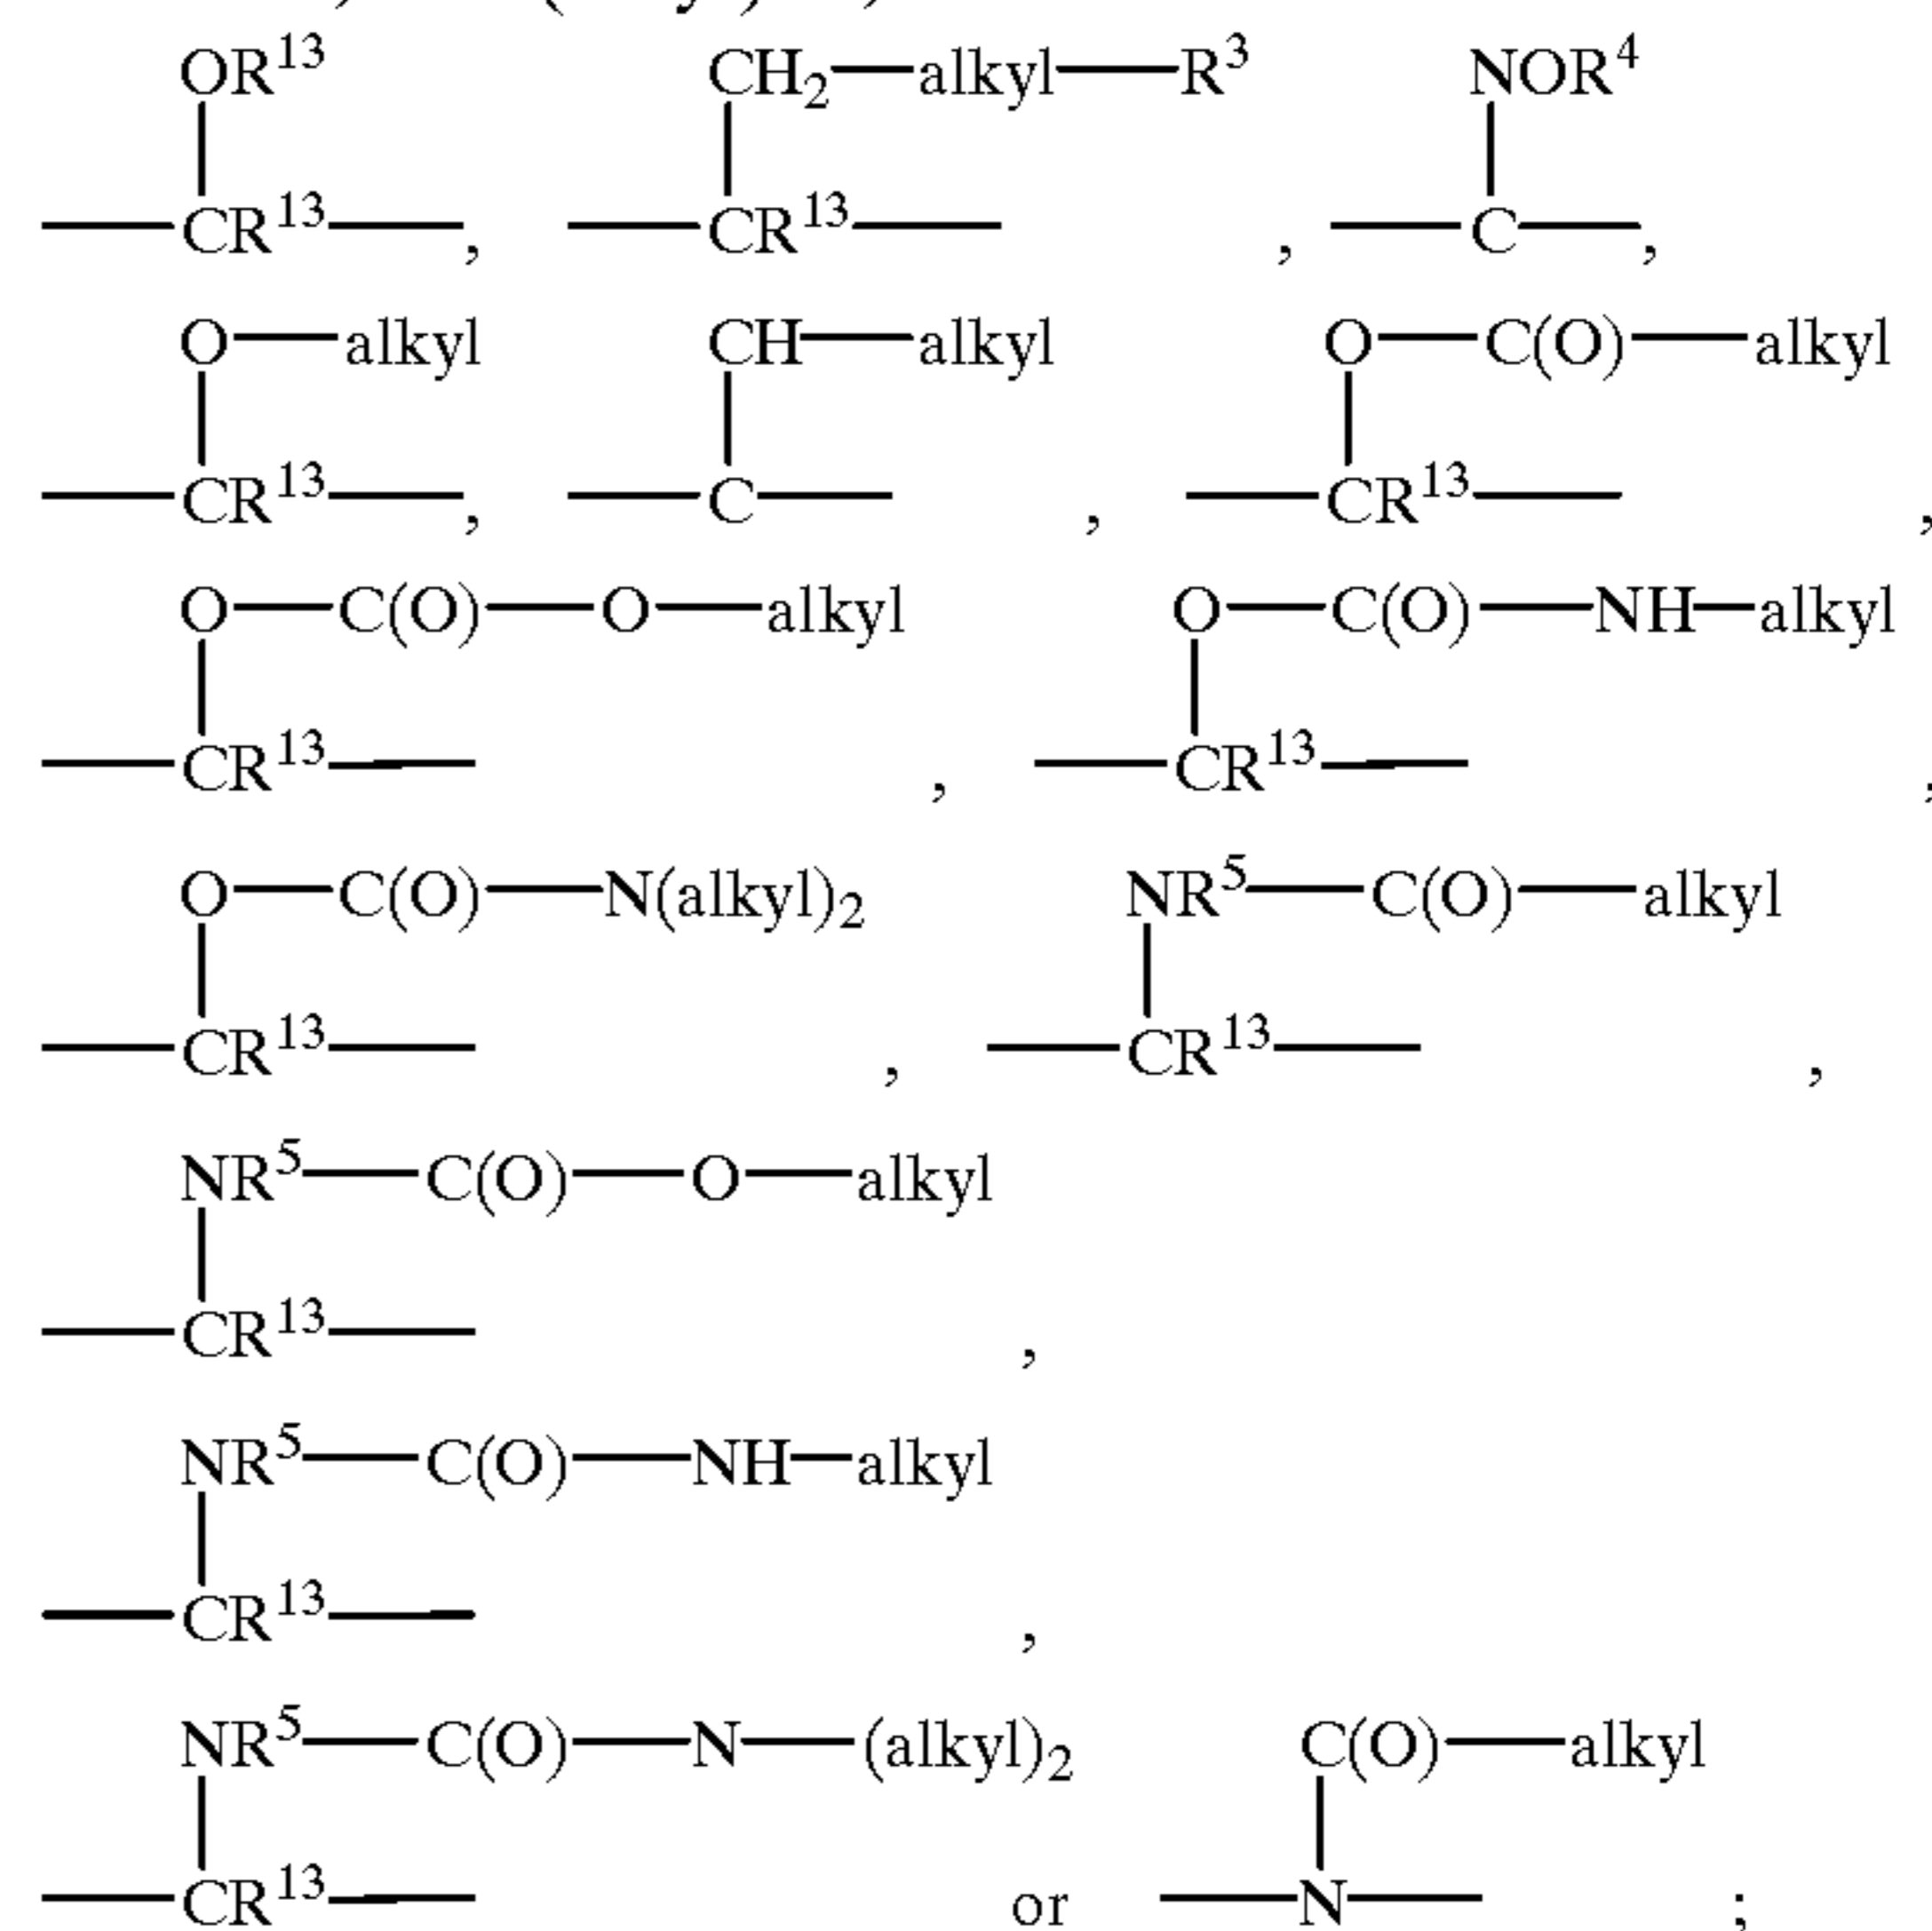 OR¹³ CH₂—alkyl—R³ NOR⁴
—CR¹³—, —CR¹³— , —C—,
O—alkyl CH—alkyl O—C(O)—alkyl
—CR¹³—, —C— , —CR¹³— ,
O—C(O)—O—alkyl O—C(O)—NH—alkyl
—CR¹³— , —CR¹³— ,
O—C(O)—N(alkyl)₂ NR⁵—C(O)—alkyl
—CR¹³— , —CR¹³— ,
NR⁵—C(O)—O—alkyl
—CR¹³— ,
NR⁵—C(O)—NH—alkyl
—CR¹³— ,
NR⁵—C(O)—N—(alkyl)₂ C(O)—alkyl
—CR¹³— or —N— ;